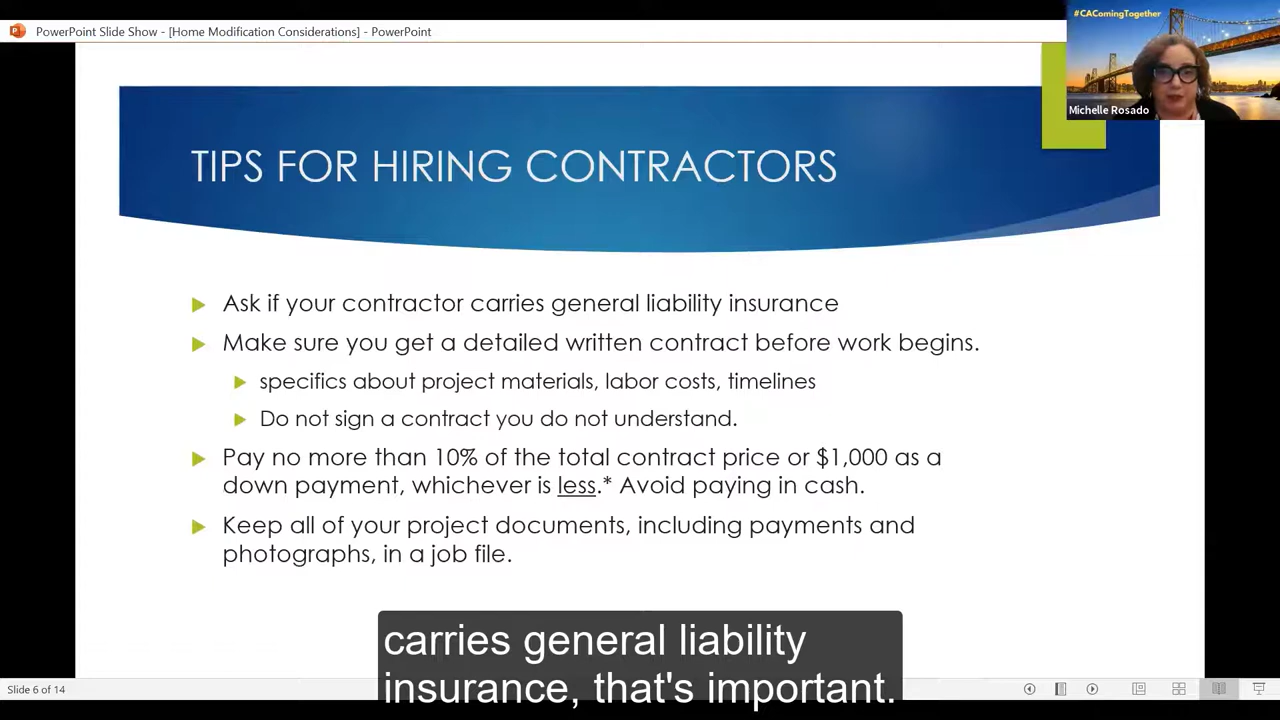 PowerPoint Slide Show - [Home Modification Considerations] - PowerPoint
#CAComingTogether
Michelle Rosado
TIPS FOR HIRING CONTRACTORS
Ask if your contractor carries general liability insurance
Make sure you get a detailed written contract before work begins.
specifics about project materials, labor costs, timelines
Do not sign a contract you do not understand.
Pay no more than 10% of the total contract price or $1,000 as a
down payment, whichever is less.* Avoid paying in cash.
Keep all of your project documents, including payments and
photographs, in a job file.
carries general liability
insurance, that's important.
Slide 6 of 14